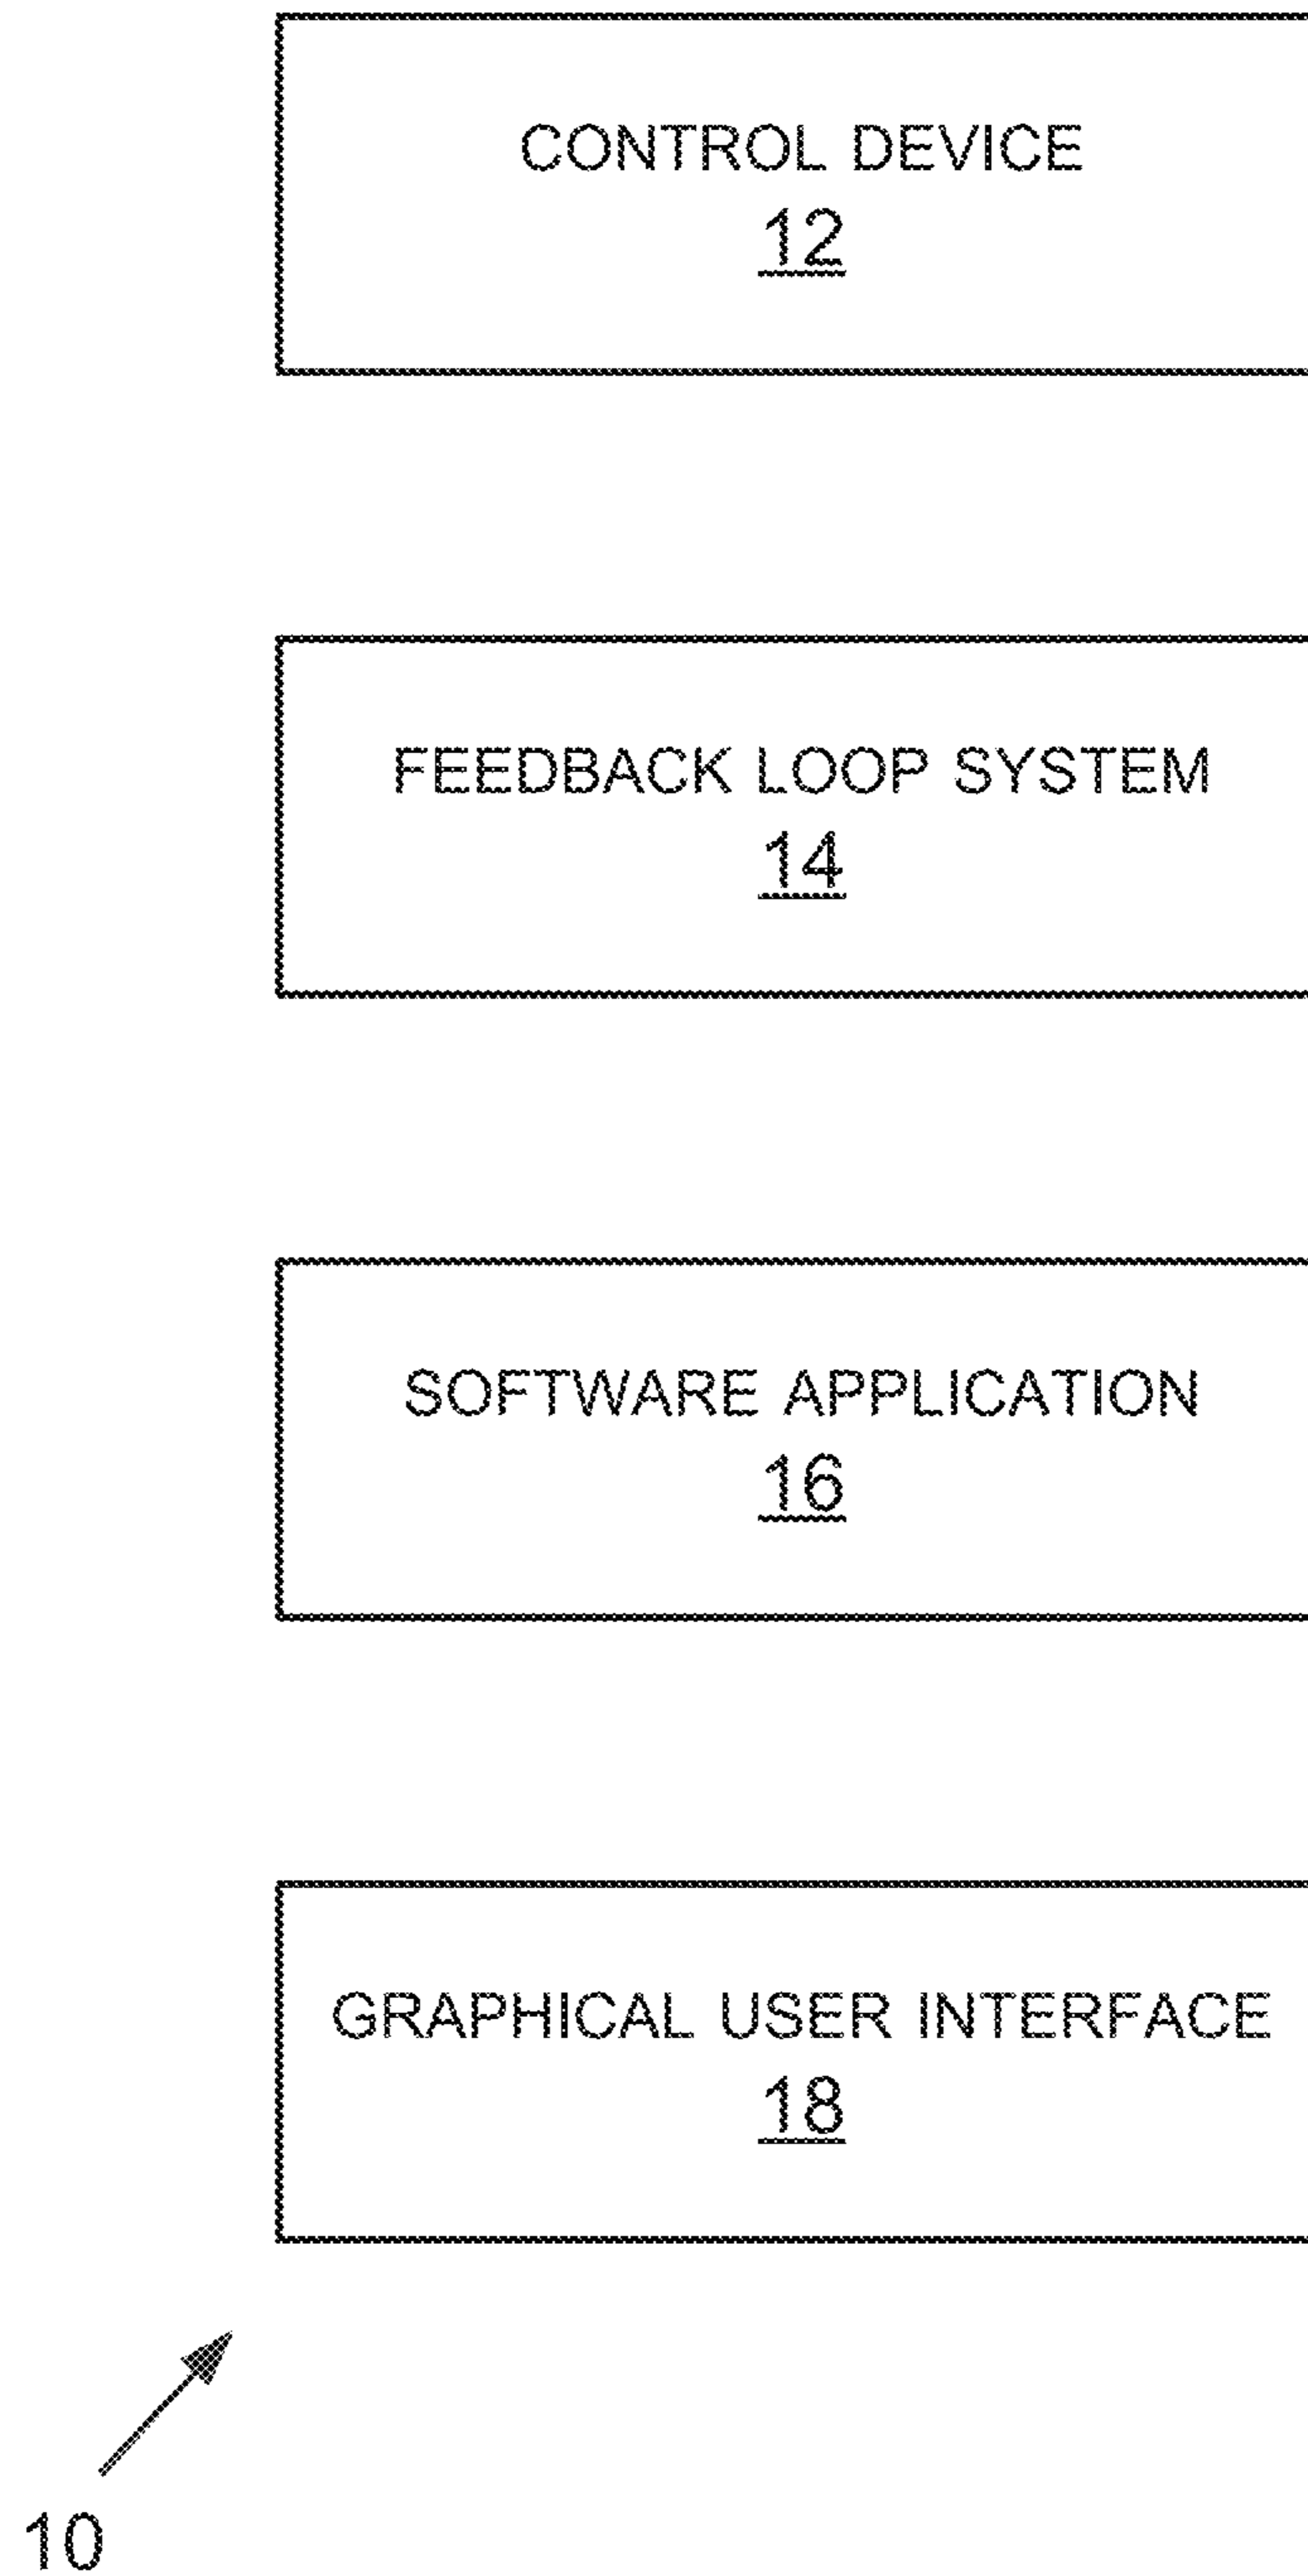 CONTROL DEVICE
12
FEEDBACK LOOP SYSTEM
14
SOFTWARE APPLICATION
16
GRAPHICAL USER INTERFACE
18
10